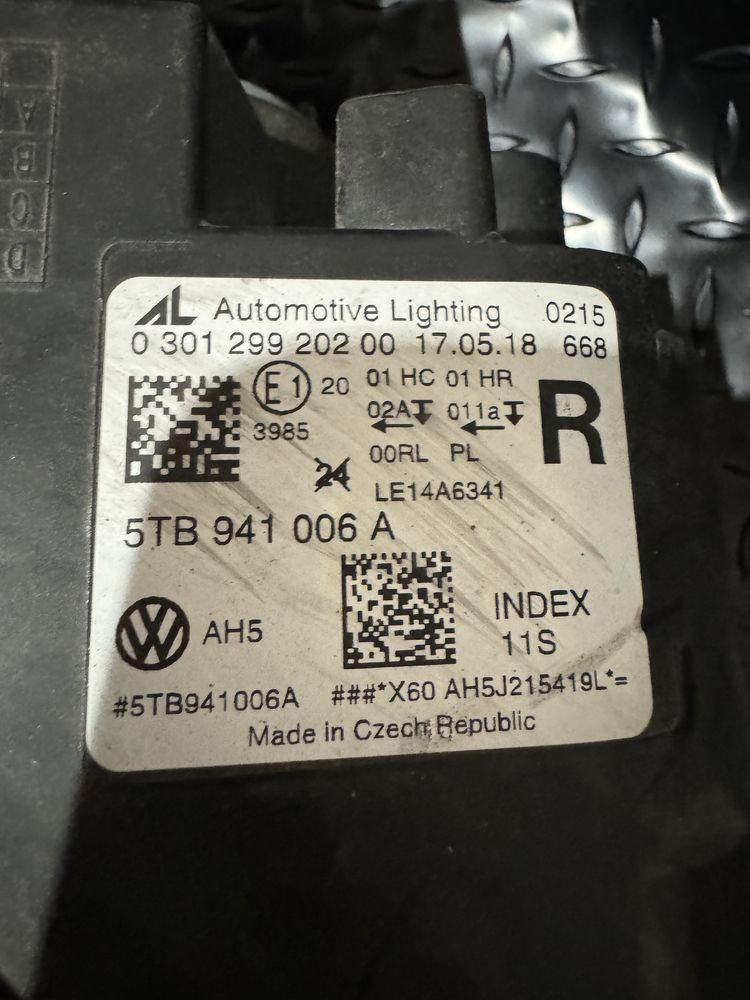 A
B
C
D
AL Automotive Lighting 0215
0 301 299 202 00 17.05.18 668
E1 20 01 HC 01 HR R
3985 02A 011a
00RL PL
24 LE14A6341
5TB 941 006 A
VW AH5 INDEX
11S
#5TB941006A ###*X60 AH5J215419L*=
Made in Czech Republic